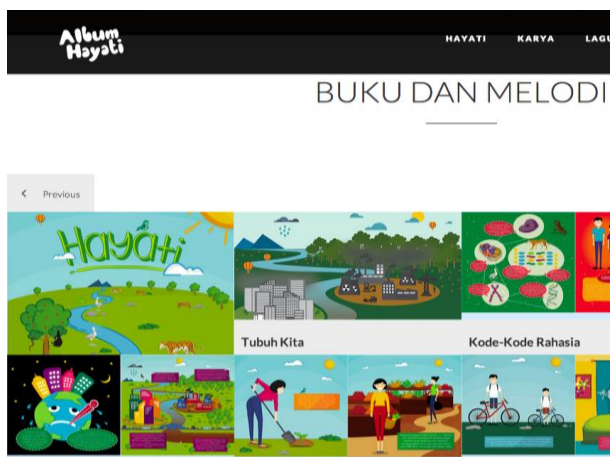 Album
Hayati
HAYATI KARYA LAGU
BUKU DAN MELODI
Previous
Hayati
Tubuh Kita
Kode-Kode Rahasia